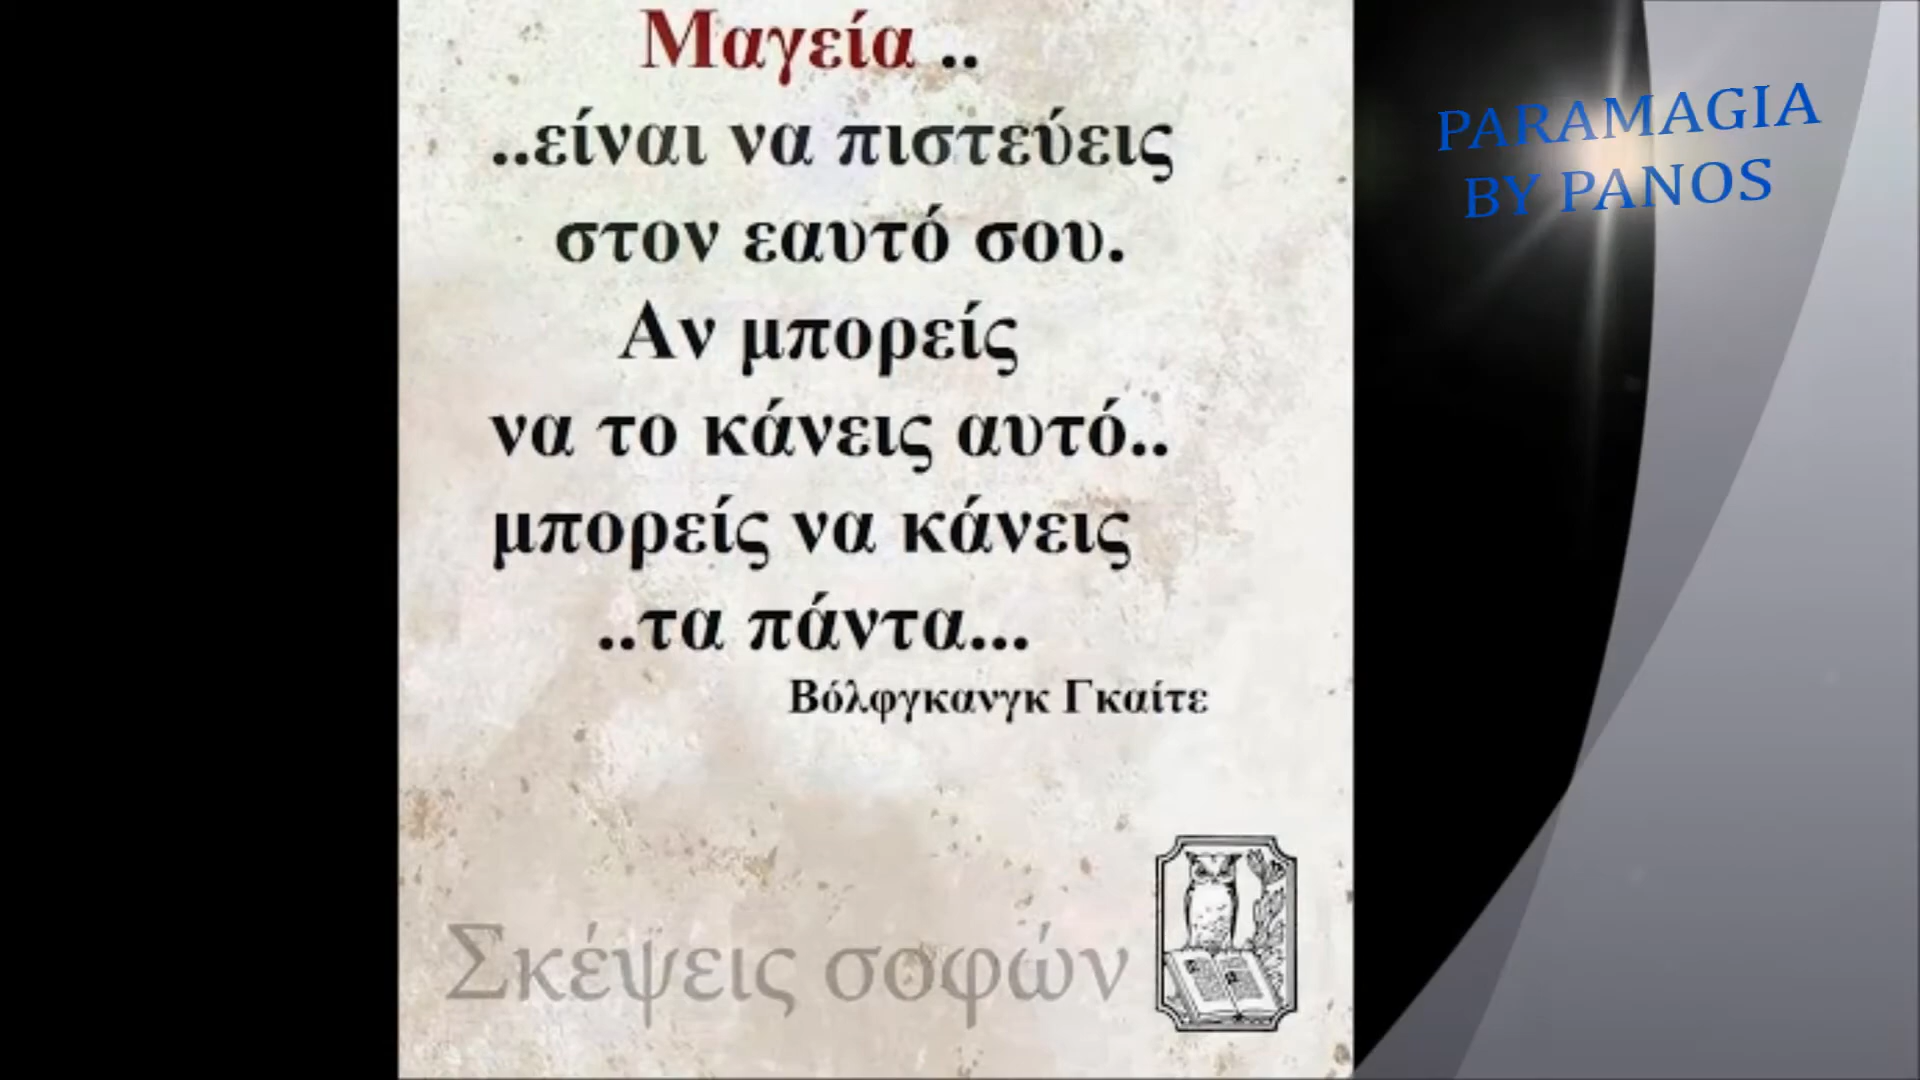 Μαγεία ..
..είναι να πιστεύεις
στον εαυτό σου.
Αν μπορείς
να το κάνεις αυτό..
μπορείς να κάνεις
..τα πάντα...
Βόλφγκανγκ Γκαίτε
Σκέψεις σοφών
PARAMAGIA
BY PANOS